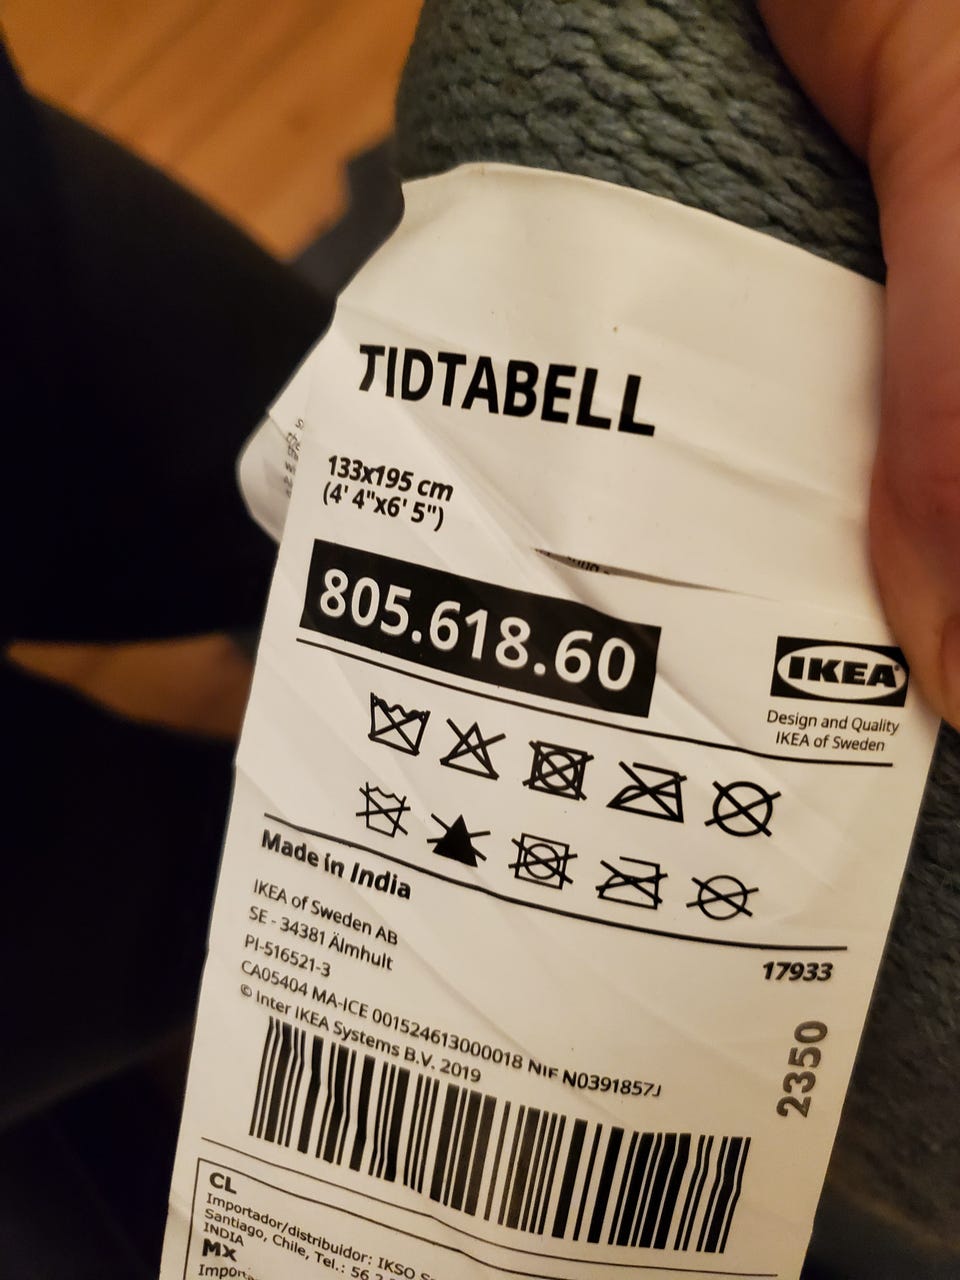 TIDTABELL
133x195 cm
(4' 4"x6' 5")
805.618.60
IKEA®
Design and Quality
IKEA of Sweden
Made in India
IKEA of Sweden AB
SE - 34381 Älmhult
PI-516521-3
CA05404 MA-ICE 001524613000018 NIF N0391857J
© Inter IKEA Systems B.V. 2019
17933
2350
CL
Importador/distribuidor: IKSO
Santiago, Chile, Tel.: 56 2
INDIA
MX